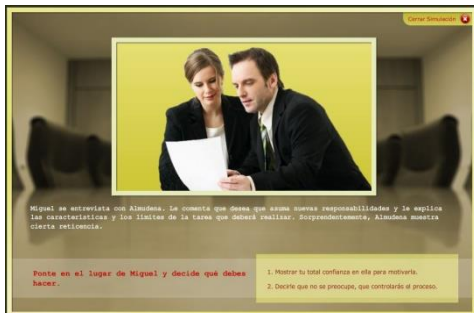 Cerrar Simulación
Miguel se entrevista con Almudena. Le comenta que desea que asuma nuevas responsabilidades y le explica
las características y los límites de la tarea que deberá realizar. Sorprendentemente, Almudena muestra
cierta reticencia.
Ponte en el lugar de Miguel y decide qué debes
hacer.
1. Mostrar tu total confianza en ella para motivarla.
2. Decirle que no se preocupe, que controlarás el proceso.